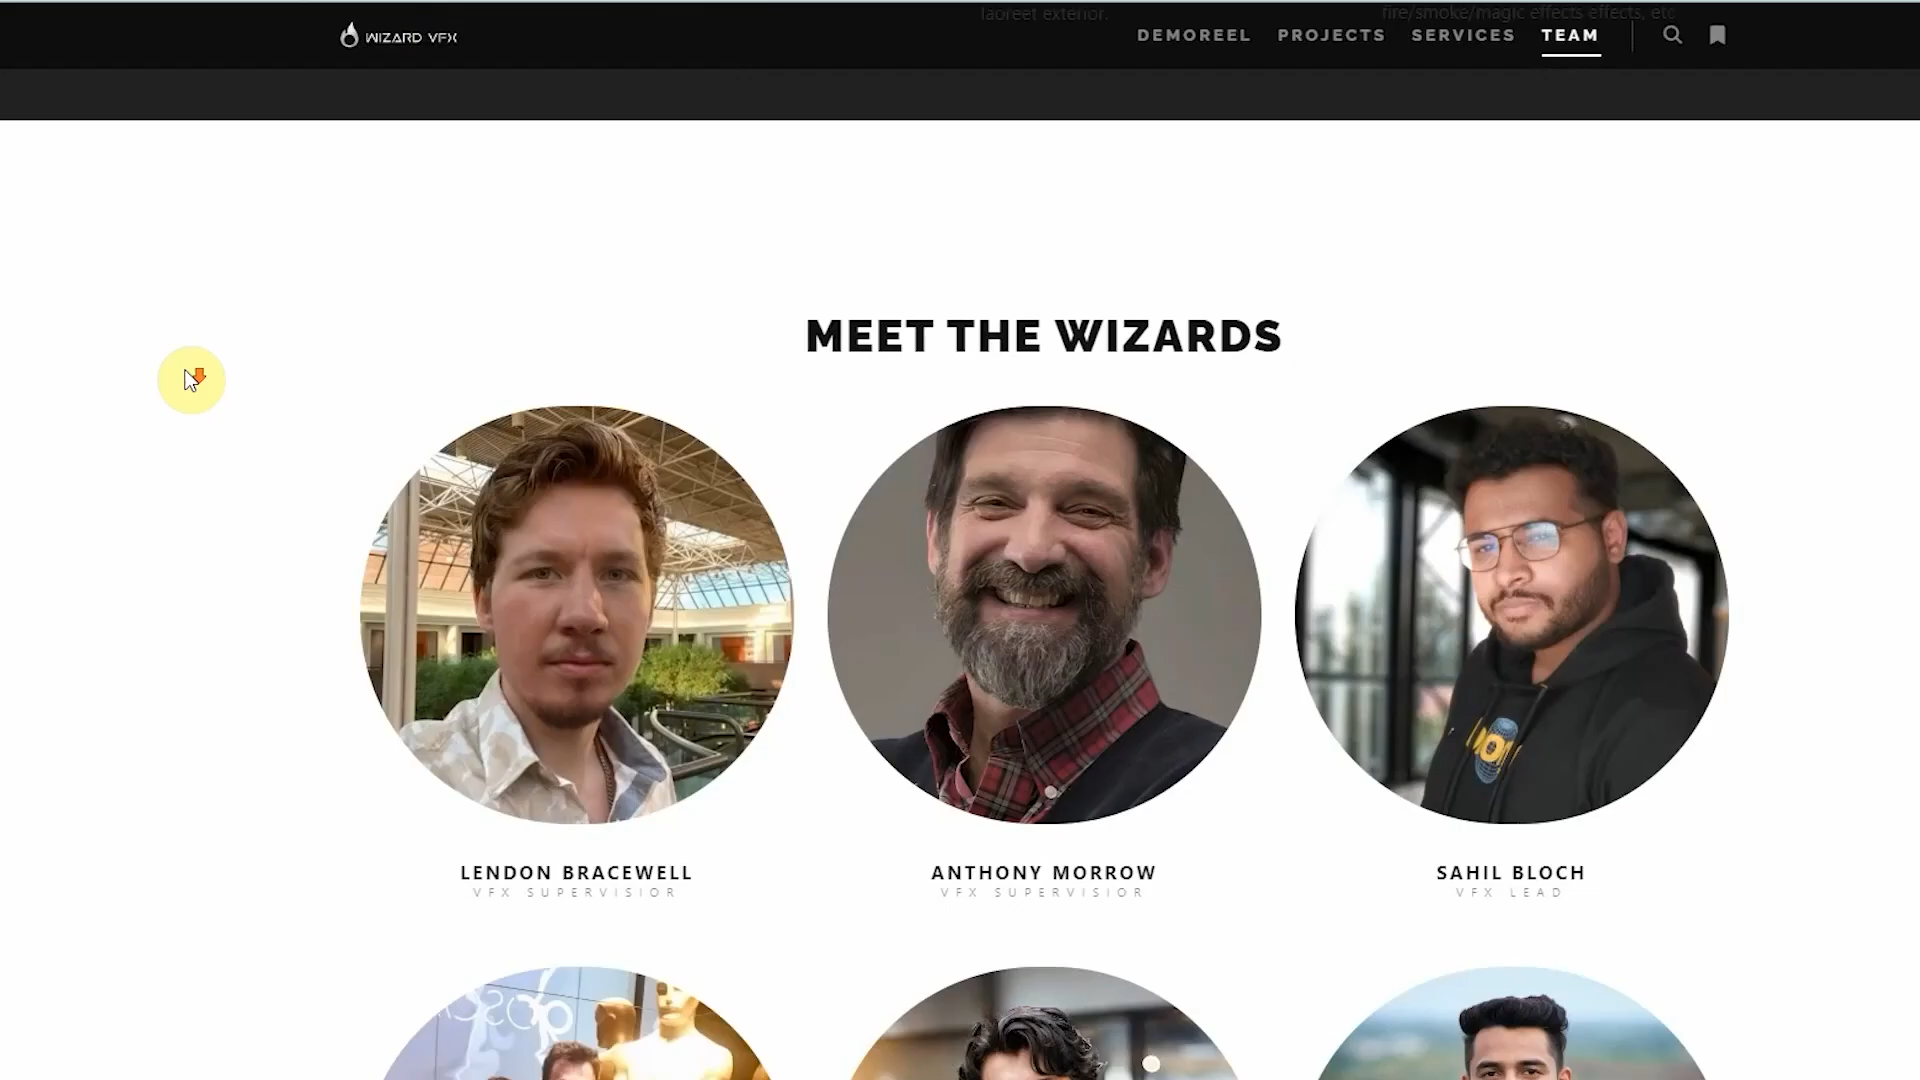 laoreet exterior.
fire/smoke/magic effects effects, etc
WIZARD VFX
DEMOREEL PROJECTS SERVICES TEAM
MEET THE WIZARDS
LENDON BRACEWELL
VFX SUPERVISIOR
ANTHONY MORROW
VFX SUPERVISIOR
SAHIL BLOCH
VFX LEAD